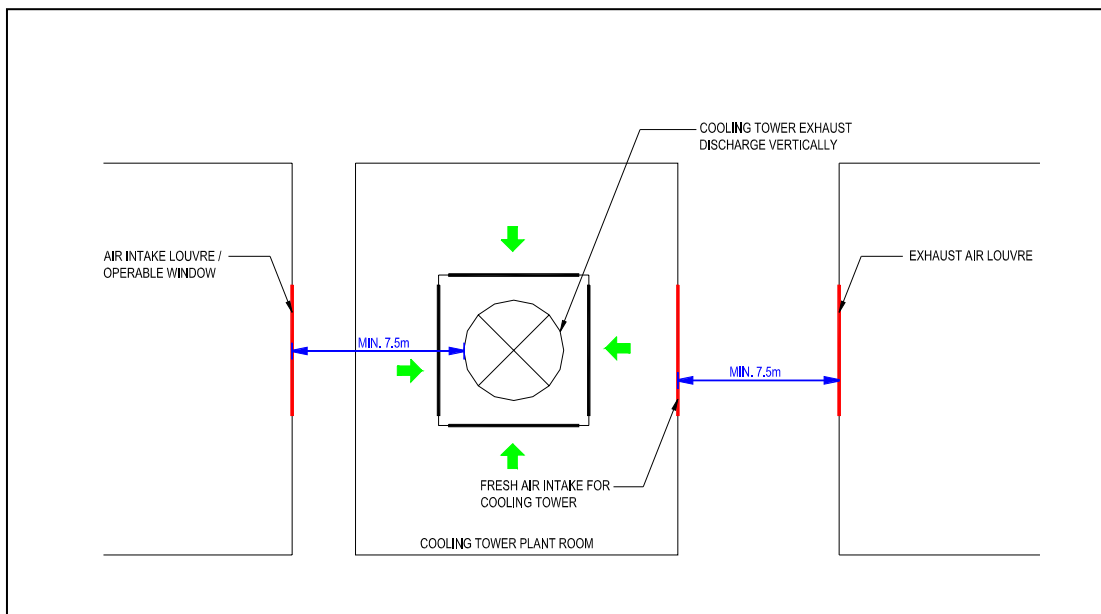 COOLING TOWER EXHAUST
DISCHARGE VERTICALLY
AIR INTAKE LOUVRE /
OPERABLE WINDOW
EXHAUST AIR LOUVRE
MIN. 7.5m
MIN. 7.5m
FRESH AIR INTAKE FOR
COOLING TOWER
COOLING TOWER PLANT ROOM